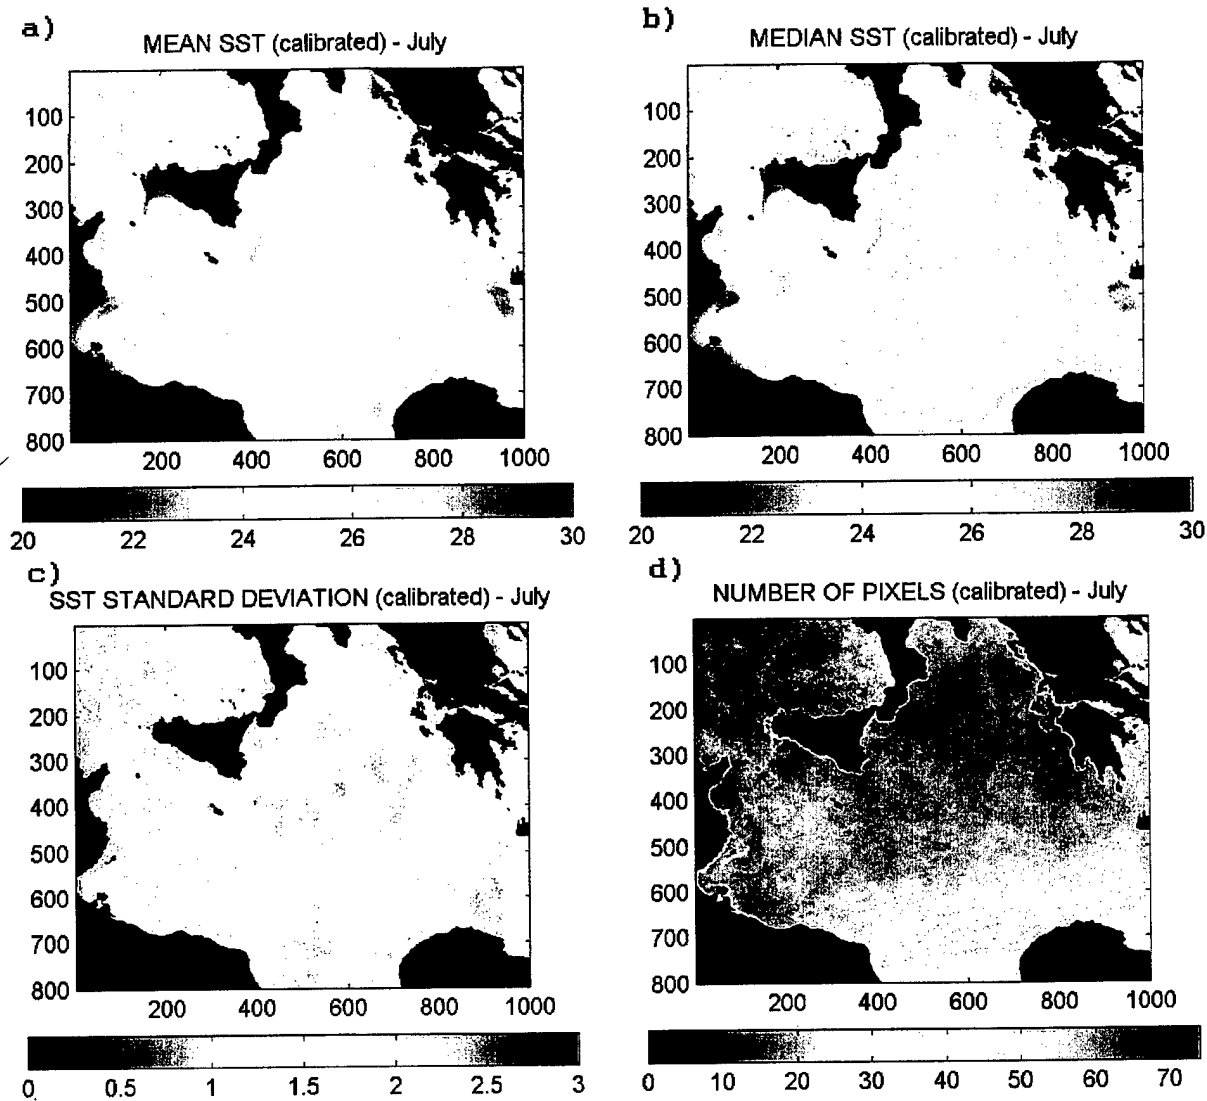 a)
MEAN SST (calibrated) - July
100
200
300
400
500
600
700
800
200 400 600 800 1000
20 22 24 26 28 30
b)
MEDIAN SST (calibrated) - July
100
200
300
400
500
600
700
800
200 400 600 800 1000
20 22 24 26 28 30
c)
SST STANDARD DEVIATION (calibrated) - July
100
200
300
400
500
600
700
800
200 400 600 800 1000
0 0.5 1 1.5 2 2.5 3
d)
NUMBER OF PIXELS (calibrated) - July
100
200
300
400
500
600
700
800
200 400 600 800 1000
0 10 20 30 40 50 60 70